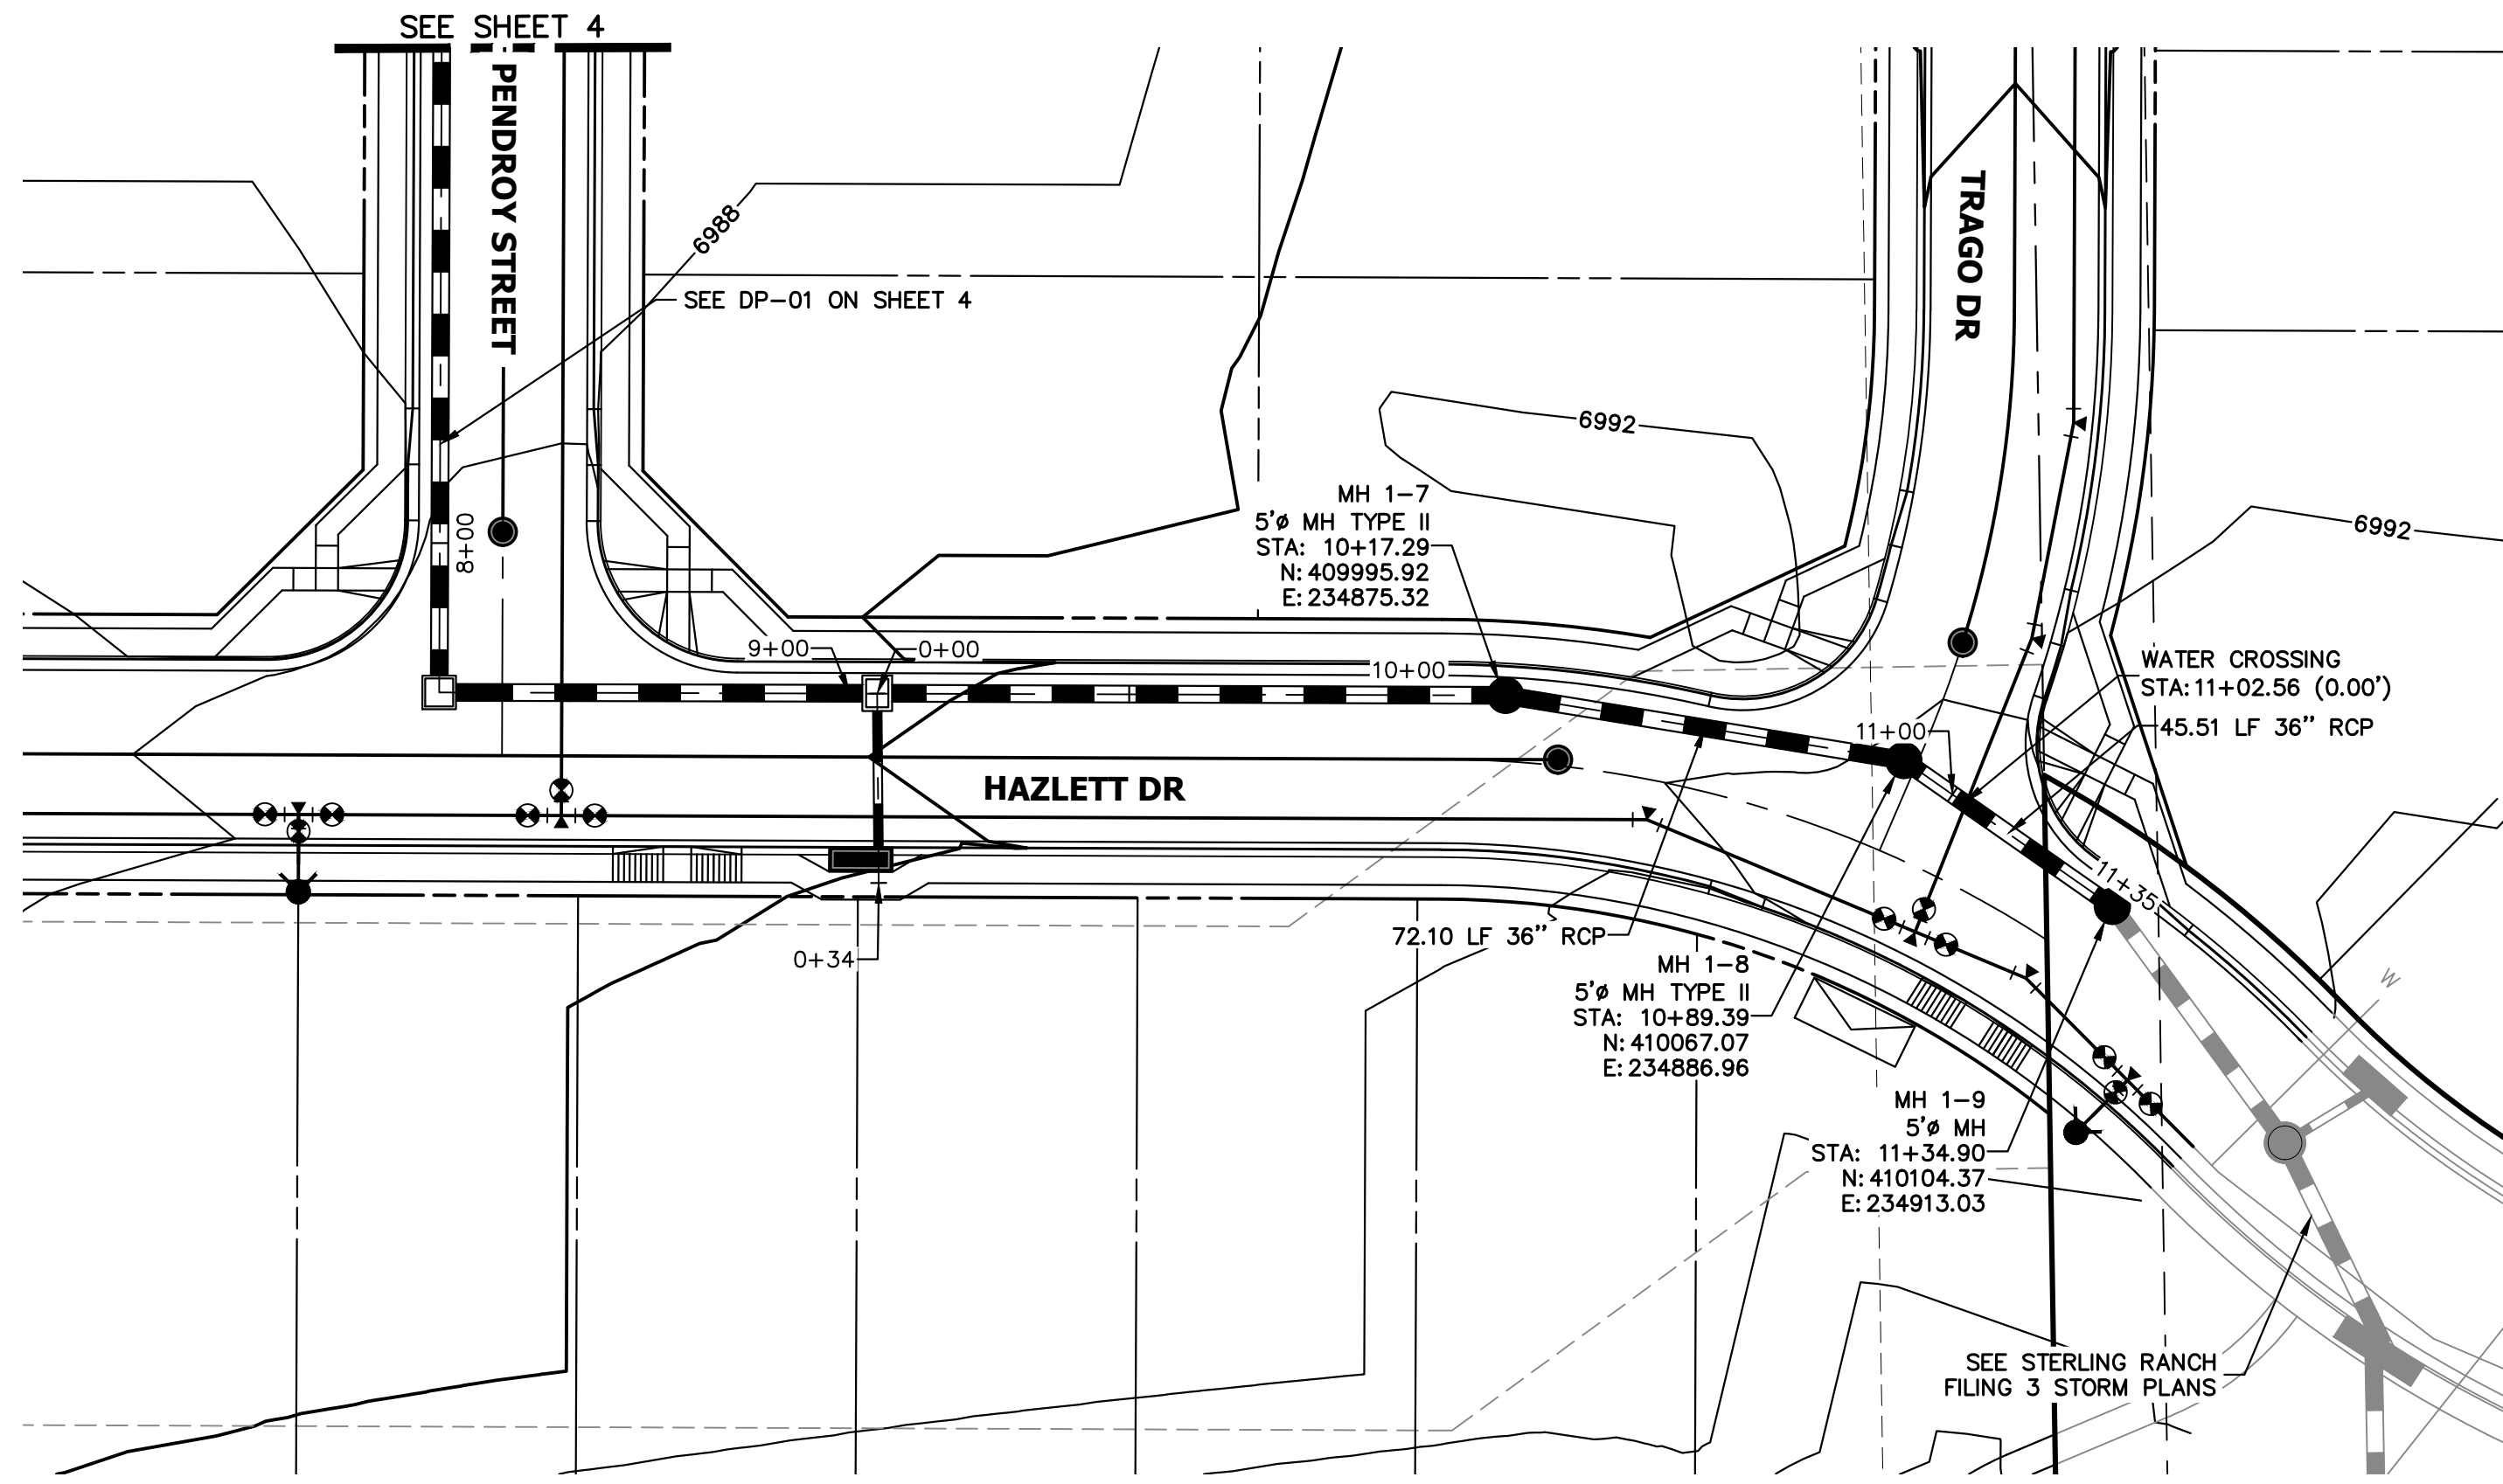 SEE SHEET 4
PENDROY STREET
TRAGO DR
6988
SEE DP-01 ON SHEET 4
6992
6992
8+00
MH 1-7
5'ø MH TYPE II
STA: 10+17.29
N: 409995.92
E: 234875.32
9+00
0+00
10+00
WATER CROSSING
STA: 11+02.56 (0.00')
45.51 LF 36" RCP
11+00
HAZLETT DR
11+35
72.10 LF 36" RCP
0+34
MH 1-8
5'ø MH TYPE II
STA: 10+89.39
N: 410067.07
E: 234886.96
W
MH 1-9
5'ø MH
STA: 11+34.90
N: 410104.37
E: 234913.03
SEE STERLING RANCH
FILING 3 STORM PLANS